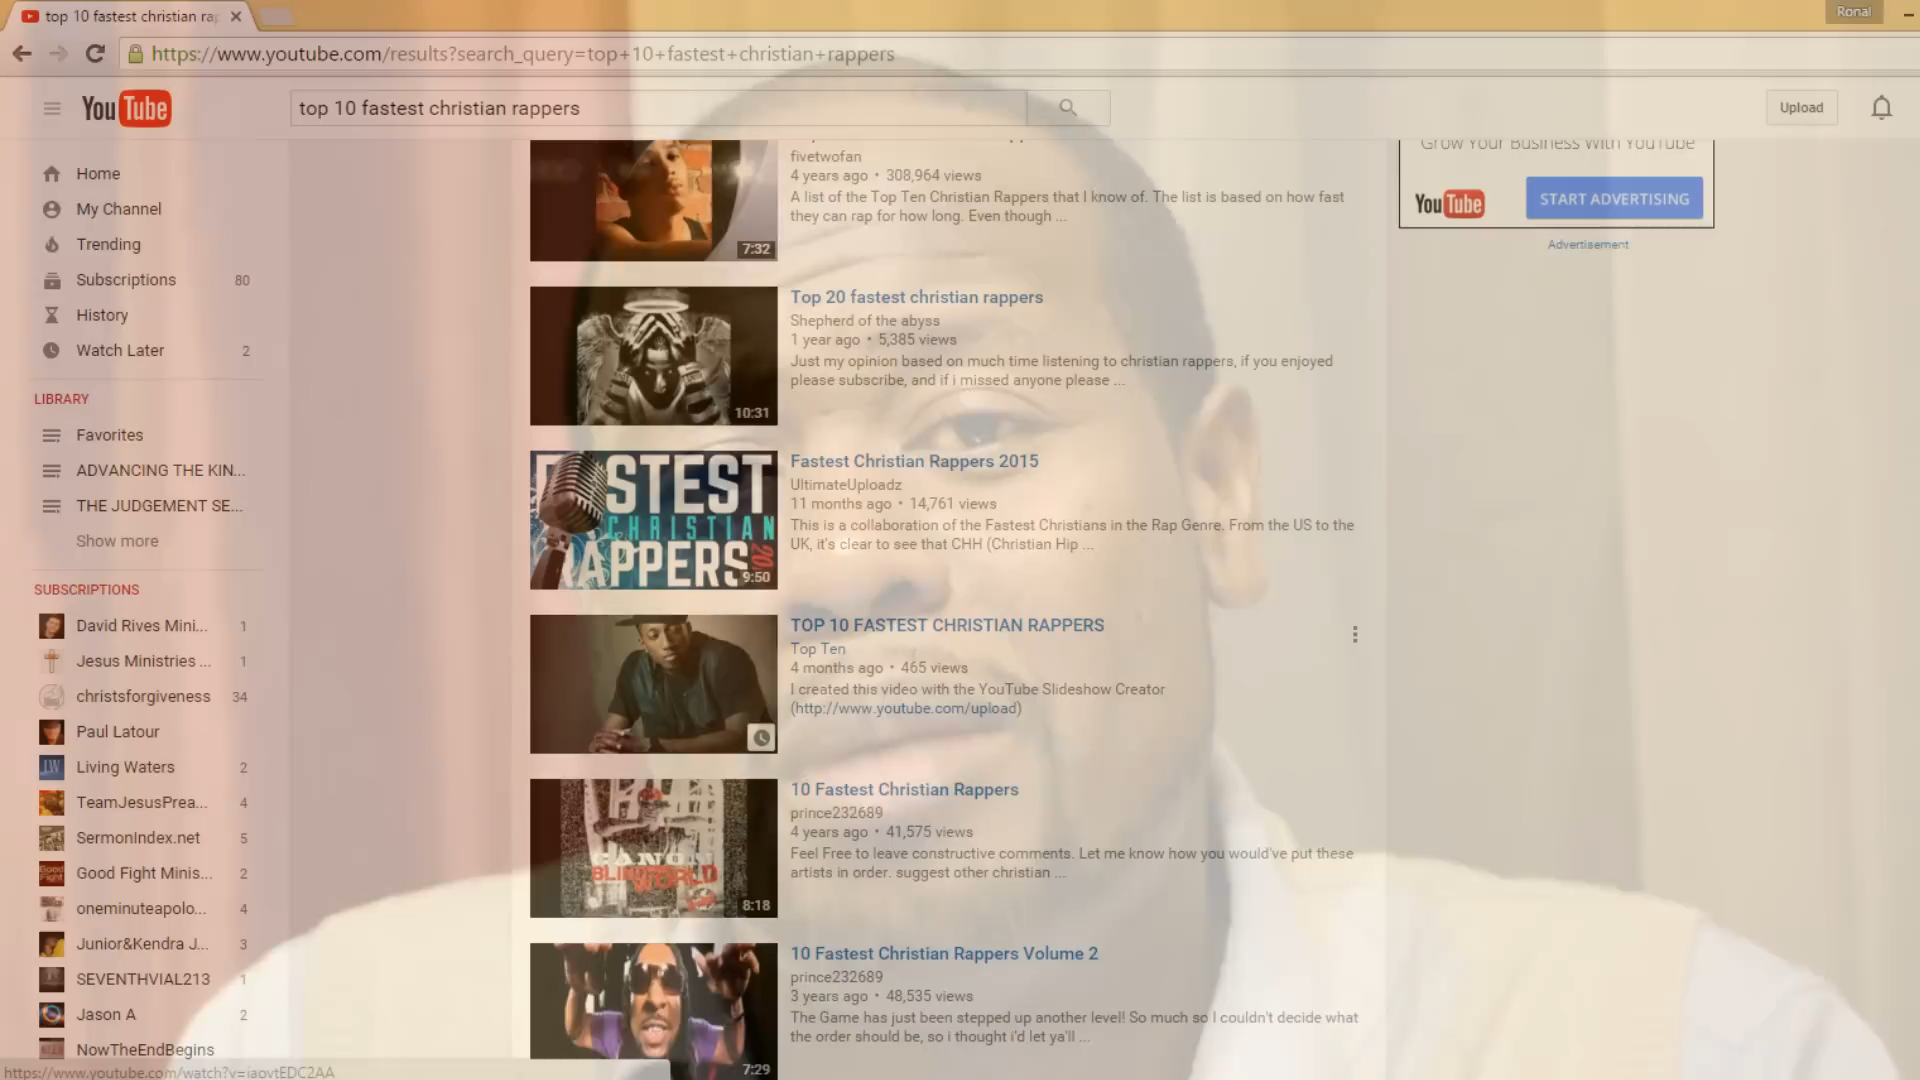 top 10 fastest christian rap
Ronal
https://www.youtube.com/results?search_query=top+10+fastest+christian+rappers
YouTube
top 10 fastest christian rappers
Upload
Home
My Channel
Trending
Subscriptions 80
History
Watch Later 2
LIBRARY
Favorites
ADVANCING THE KIN...
THE JUDGEMENT SE...
Show more
SUBSCRIPTIONS
David Rives Mini... 1
Jesus Ministries ... 1
christsforgiveness 34
Paul Latour
Living Waters 2
TeamJesusPrea... 4
SermonIndex.net 5
Good Fight Minis... 2
oneminuteapolo... 4
Junior&Kendra J... 3
SEVENTHVIAL213 1
Jason A 2
NowTheEndBegins
fivetwofan
4 years ago • 308,964 views
A list of the Top Ten Christian Rappers that I know of. The list is based on how fast
they can rap for how long. Even though ...
7:32
Top 20 fastest christian rappers
Shepherd of the abyss
1 year ago • 5,385 views
Just my opinion based on much time listening to christian rappers, if you enjoyed
please subscribe, and if i missed anyone please ...
10:31
STEST
CHRISTIAN
RAPPERS
9:50
Fastest Christian Rappers 2015
UltimateUploadz
11 months ago • 14,761 views
This is a collaboration of the Fastest Christians in the Rap Genre. From the US to the
UK, it's clear to see that CHH (Christian Hip ...
TOP 10 FASTEST CHRISTIAN RAPPERS
Top Ten
4 months ago • 465 views
I created this video with the YouTube Slideshow Creator
(http://www.youtube.com/upload)
8:18
10 Fastest Christian Rappers
prince232689
4 years ago • 41,575 views
Feel Free to leave constructive comments. Let me know how you would've put these
artists in order. suggest other christian ...
7:29
10 Fastest Christian Rappers Volume 2
prince232689
3 years ago • 48,535 views
The Game has just been stepped up another level! So much so I couldn't decide what
the order should be, so i thought i'd let ya'll ...
Grow Your Business With YouTube
YouTube
START ADVERTISING
Advertisement
https://www.youtube.com/watch?v=iaovtEDC2AA